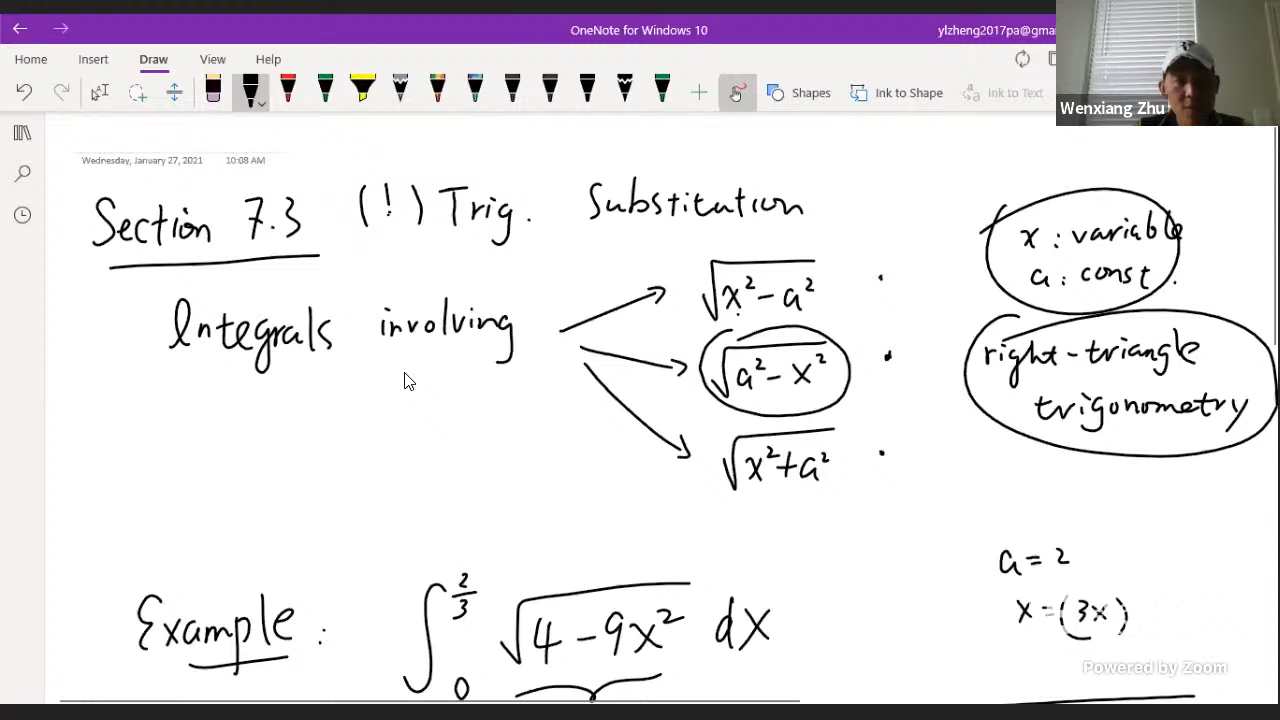 OneNote for Windows 10
ylzheng2017pa@gma
Home Insert Draw View Help
Shapes Ink to Shape Ink to Text
Wenxiang Zhu
Wednesday, January 27, 2021 10:08 AM
Section 7.3 (!) Trig. Substitution
x : variable
a : const.
Integrals involving
√(x²-a²)
√(a²-x²)
√(x²+a²)
right-triangle
trigonometry
a = 2
x = (3x)
Example : ∫₀^(2/3) √(4-9x²) dx
Powered by Zoom